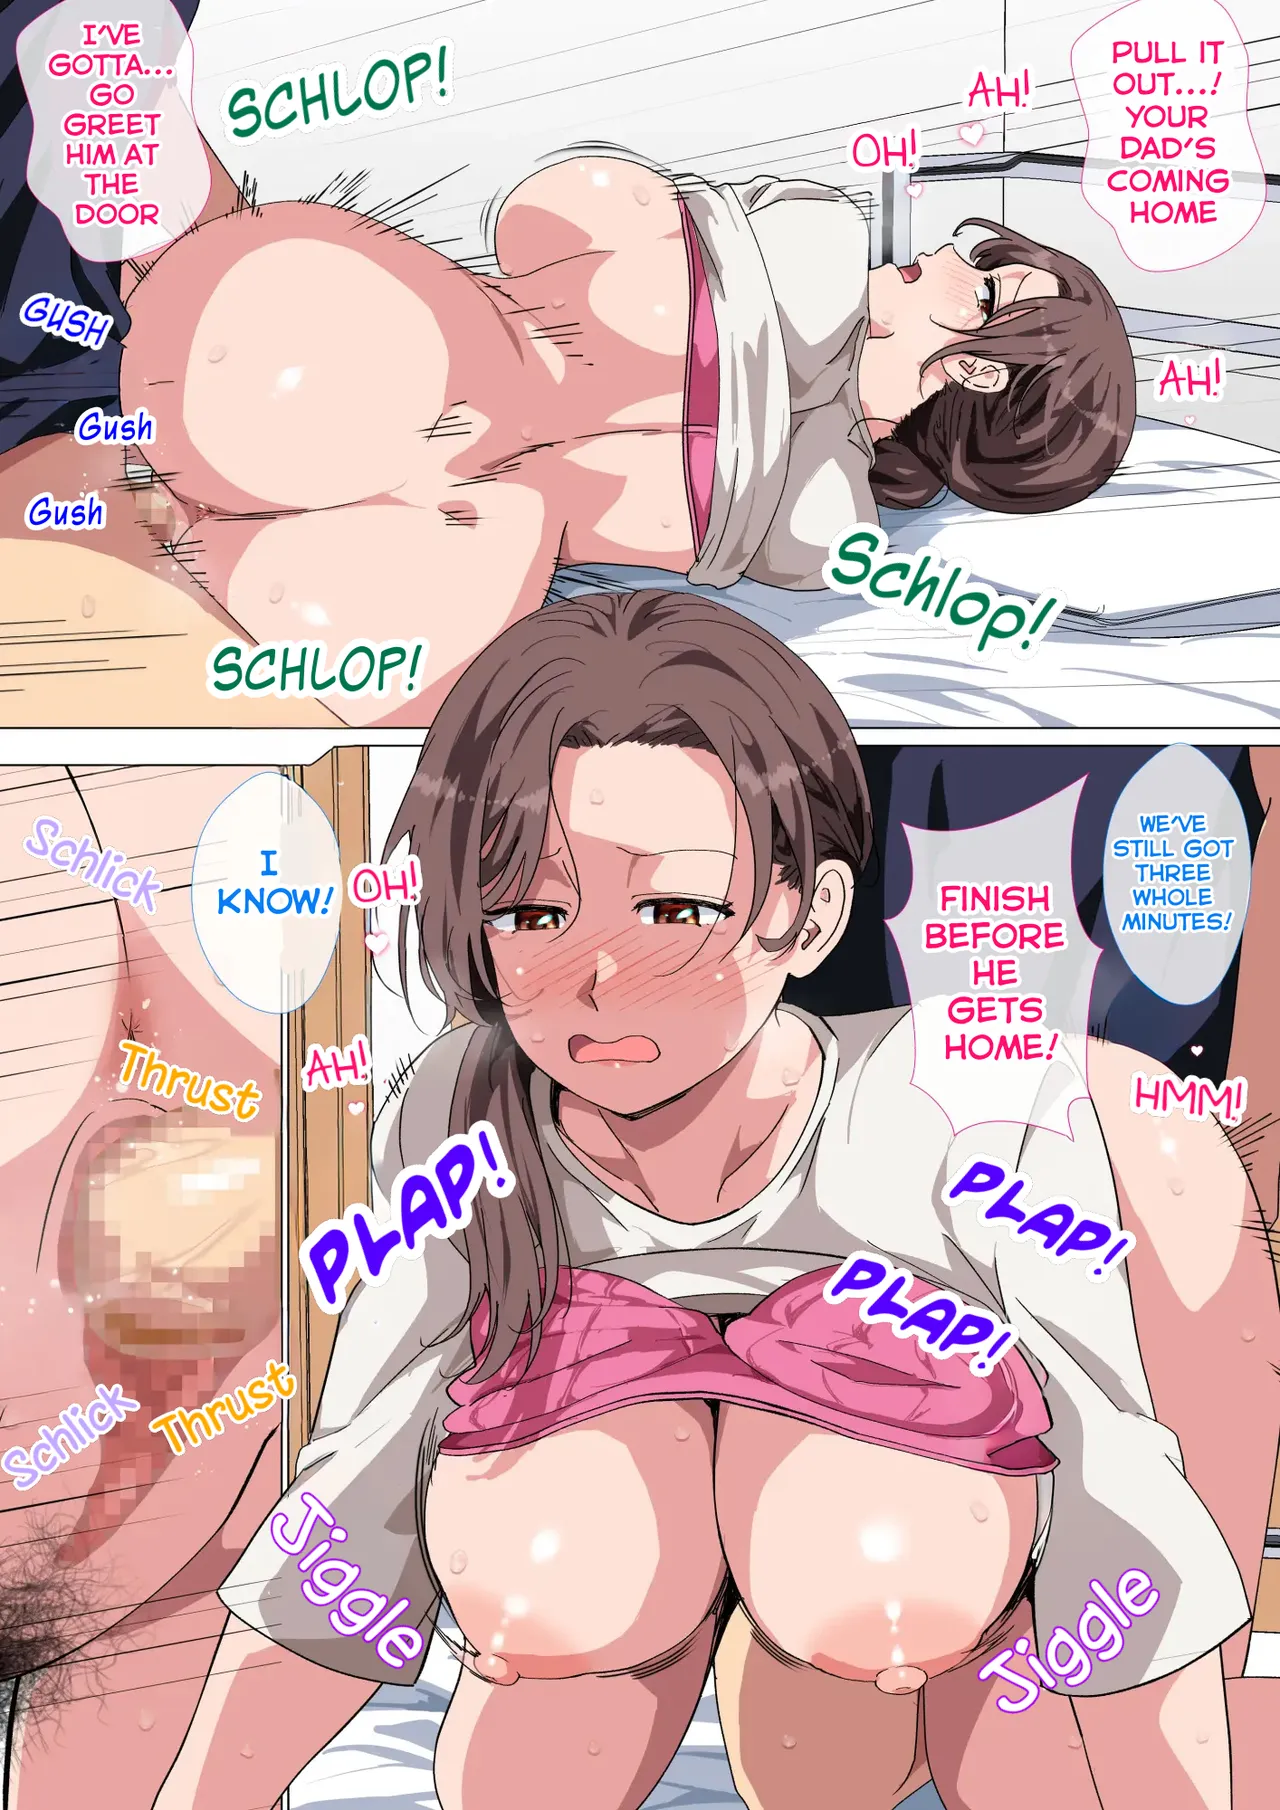 I'VE
GOTTA...
GO
GREET
HIM AT
THE
DOOR
SCHLOP!
AH!
OH!
PULL IT
OUT...!
YOUR
DAD'S
COMING
HOME
GUSH
Gush
Gush
AH!
Schlop!
SCHLOP!
Schlick
I
KNOW!
OH!
FINISH
BEFORE
HE
GETS
HOME!
WE'VE
STILL GOT
THREE
WHOLE
MINUTES!
Thrust
AH!
HMM!
PLAP!
PLAP!
PLAP!
Schlick
Thrust
Jiggle
Jiggle